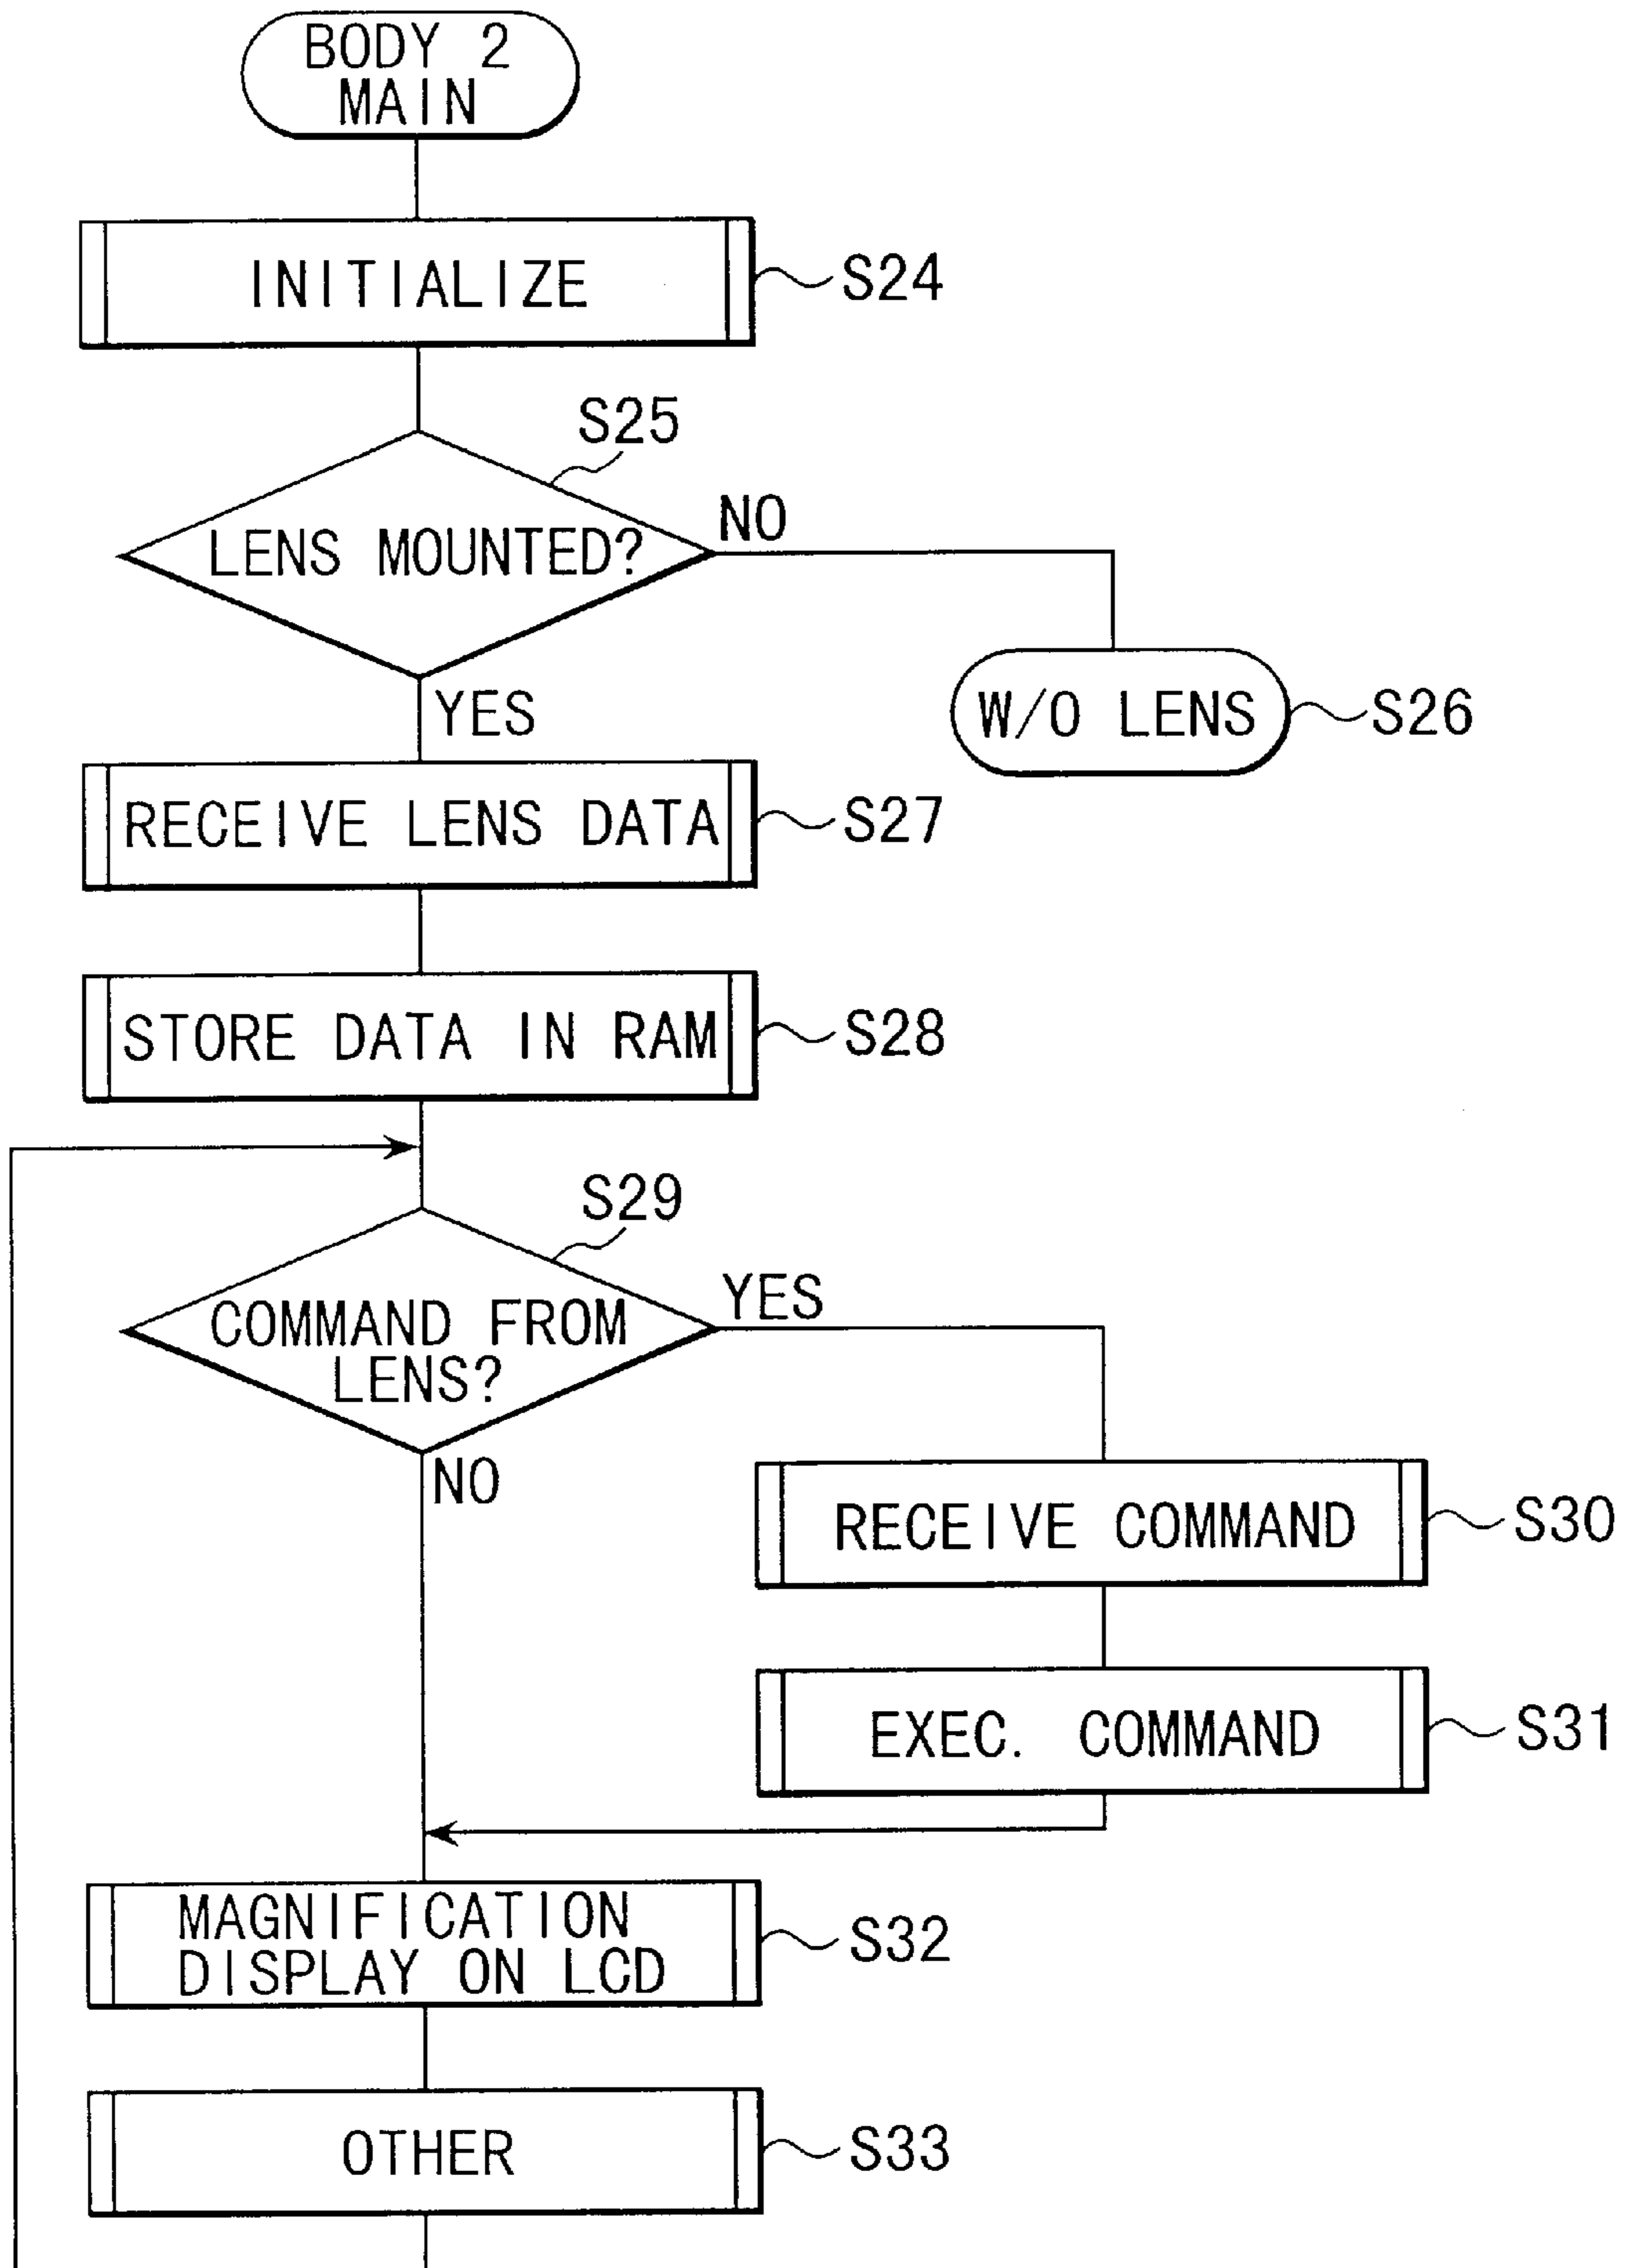 BODY 2
MAIN
INITIALIZE
S24
S25
LENS MOUNTED?
NO
YES
W/O LENS
S26
RECEIVE LENS DATA
S27
STORE DATA IN RAM
S28
S29
COMMAND FROM
LENS?
YES
NO
RECEIVE COMMAND
S30
EXEC. COMMAND
S31
MAGNIFICATION
DISPLAY ON LCD
S32
OTHER
S33